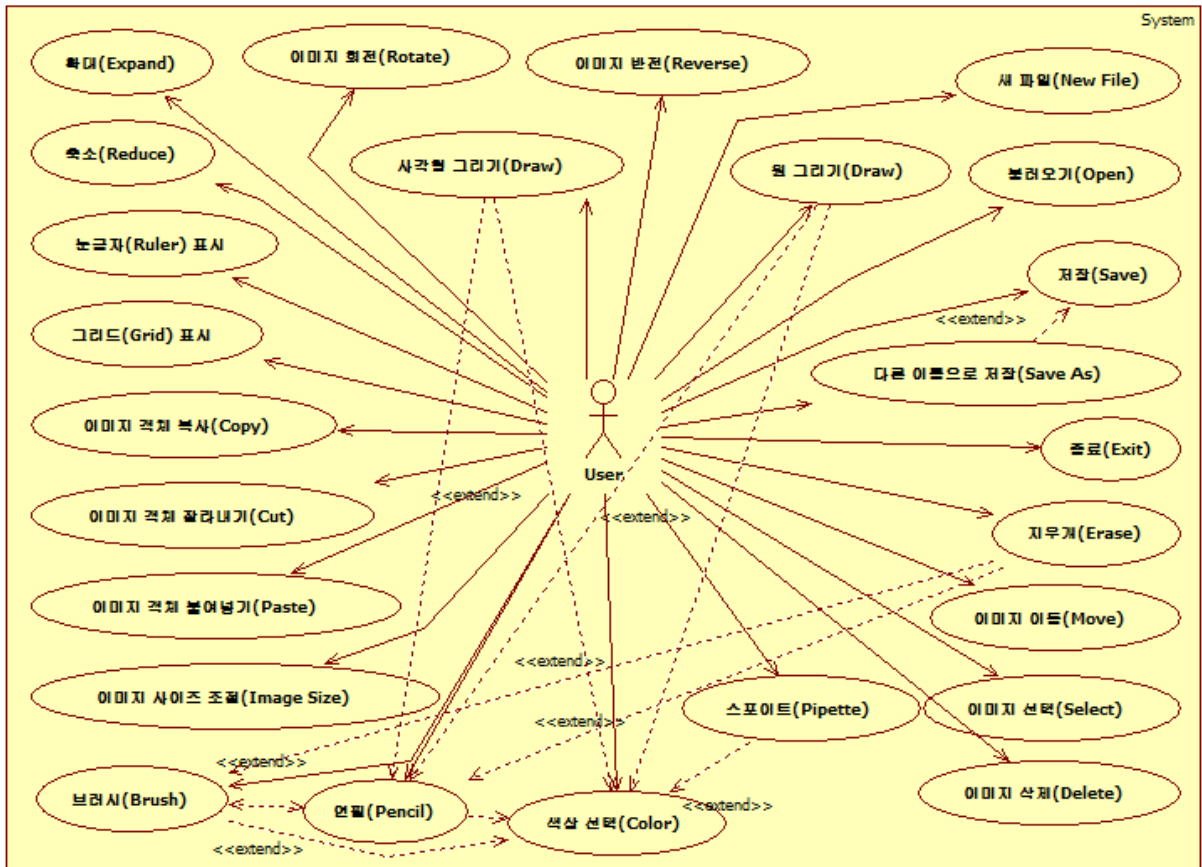 System
확대(Expand)
이미지 회전(Rotate)
이미지 반전(Reverse)
새 파일(New File)
축소(Reduce)
사각형 그리기(Draw)
원 그리기(Draw)
불러오기(Open)
눈금자(Ruler) 표시
저장(Save)
<<extend>>
그리드(Grid) 표시
다른 이름으로 저장(Save As)
이미지 객체 복사(Copy)
종료(Exit)
User
<<extend>>
<<extend>>
이미지 객체 잘라내기(Cut)
지우개(Erase)
이미지 객체 붙여넣기(Paste)
이미지 이동(Move)
<<extend>>
이미지 사이즈 조절(Image Size)
스포이트(Pipette)
이미지 선택(Select)
<<extend>>
<<extend>>
브러시(Brush)
연필(Pencil)
색상 선택(Color)
<<extend>>
이미지 삭제(Delete)
<<extend>>